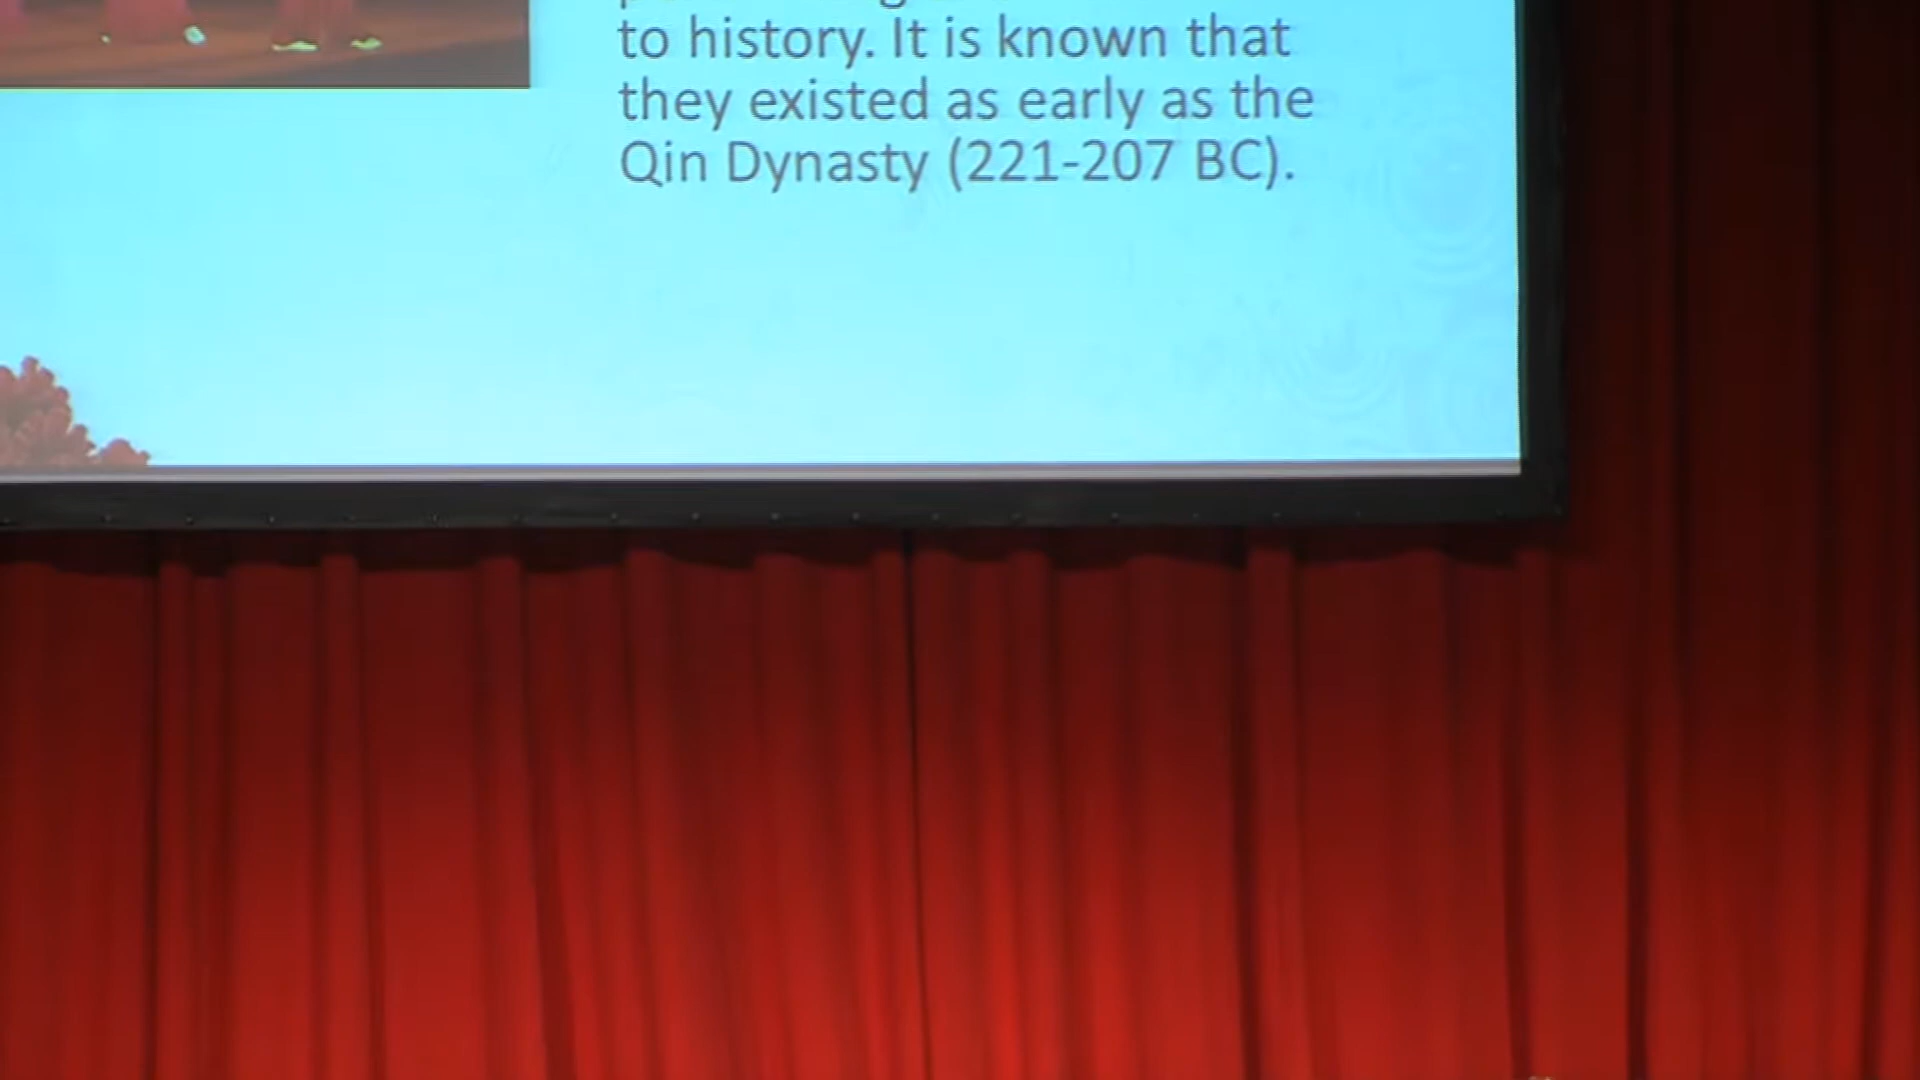 to history. It is known that
they existed as early as the
Qin Dynasty (221-207 BC).